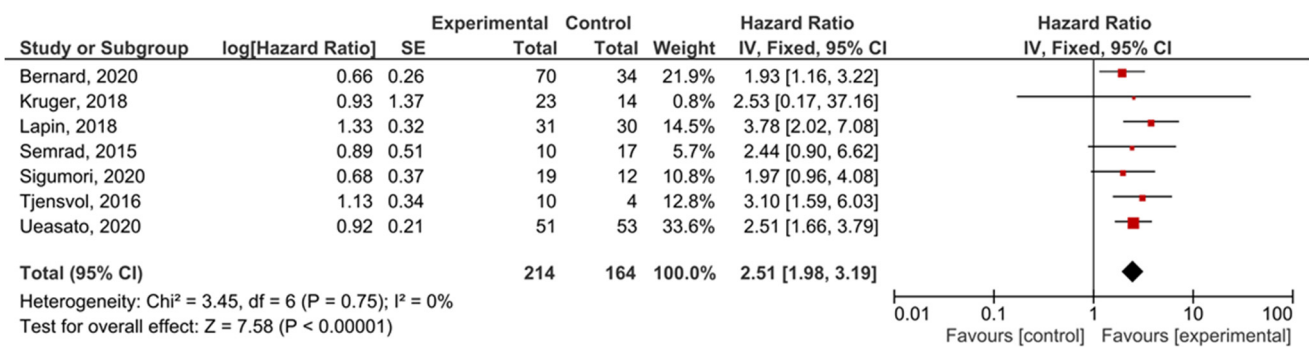 Experimental Control Hazard Ratio Hazard Ratio
Study or Subgroup log[Hazard Ratio] SE Total Total Weight IV, Fixed, 95% CI IV, Fixed, 95% CI
Bernard, 2020 0.66 0.26 70 34 21.9% 1.93 [1.16, 3.22]
Kruger, 2018 0.93 1.37 23 14 0.8% 2.53 [0.17, 37.16]
Lapin, 2018 1.33 0.32 31 30 14.5% 3.78 [2.02, 7.08]
Semrad, 2015 0.89 0.51 10 17 5.7% 2.44 [0.90, 6.62]
Sigumori, 2020 0.68 0.37 19 12 10.8% 1.97 [0.96, 4.08]
Tjensvol, 2016 1.13 0.34 10 4 12.8% 3.10 [1.59, 6.03]
Ueasato, 2020 0.92 0.21 51 53 33.6% 2.51 [1.66, 3.79]
Total (95% CI) 214 164 100.0% 2.51 [1.98, 3.19]
Heterogeneity: Chi² = 3.45, df = 6 (P = 0.75); I² = 0%
Test for overall effect: Z = 7.58 (P < 0.00001)
0.01 0.1 1 10 100
Favours [control] Favours [experimental]